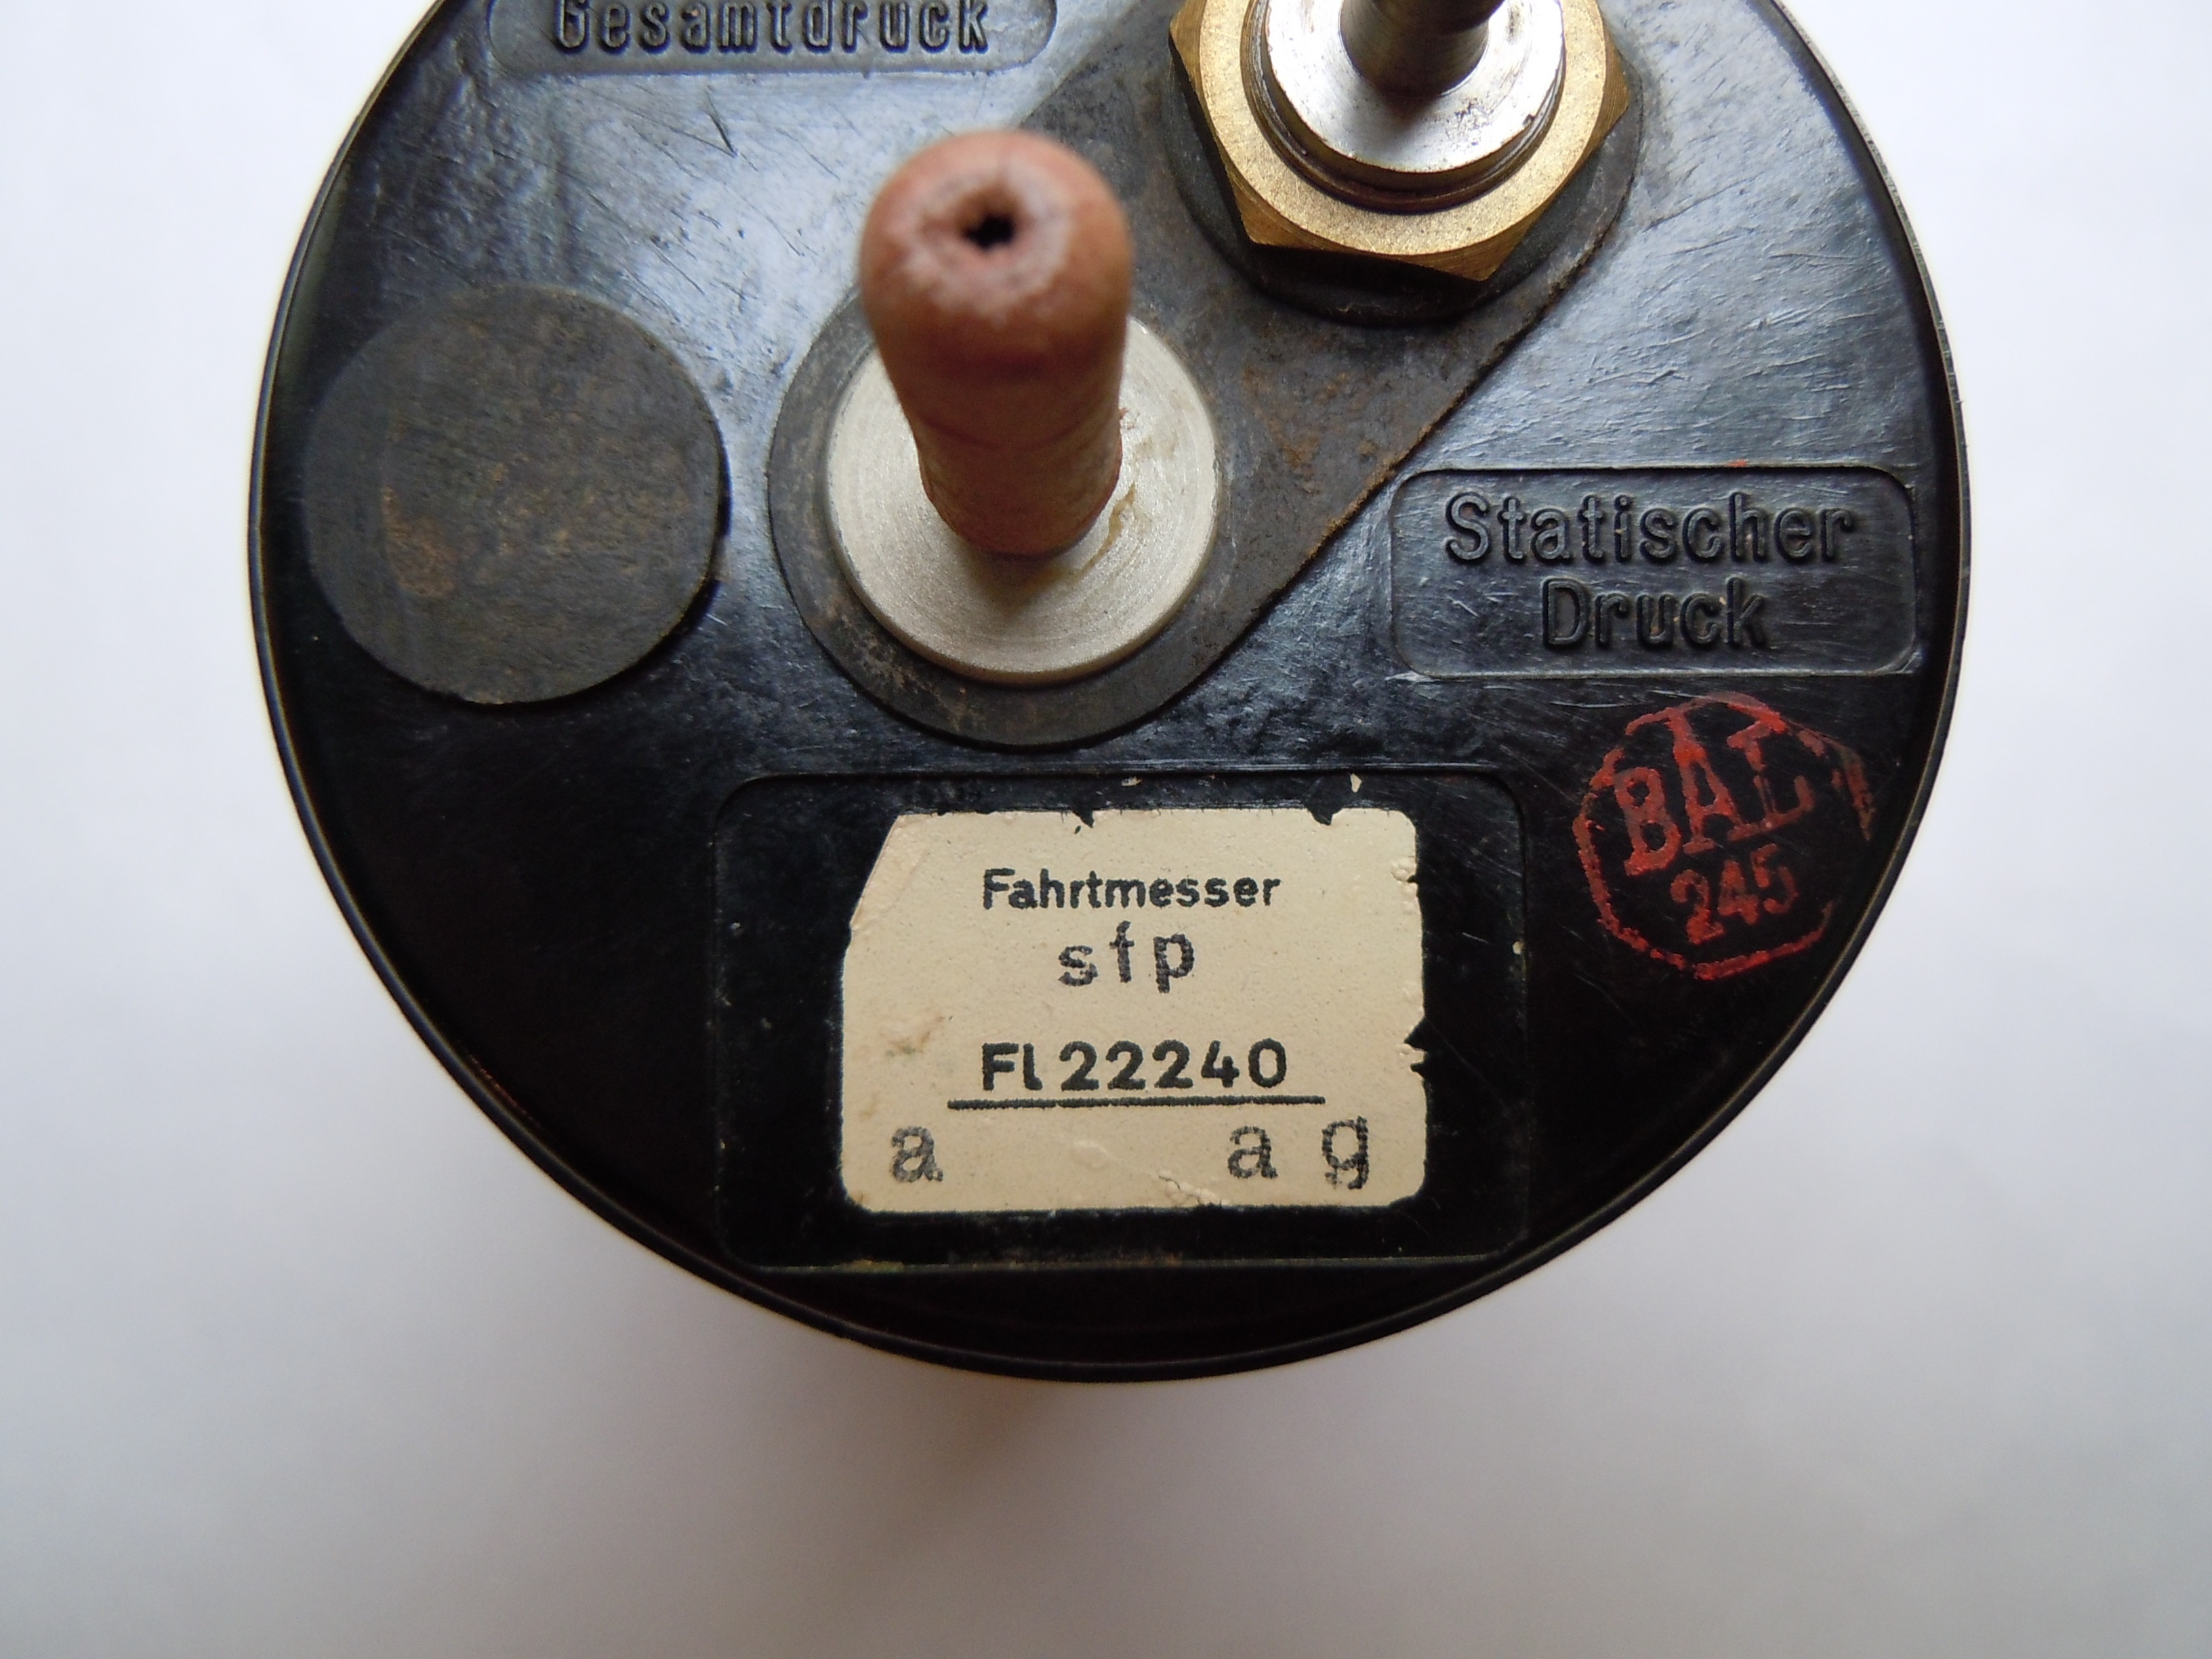 Gesamtdruck
Statischer
Druck
BAL
245
Fahrtmesser
sfp
Fl 22240
a a g